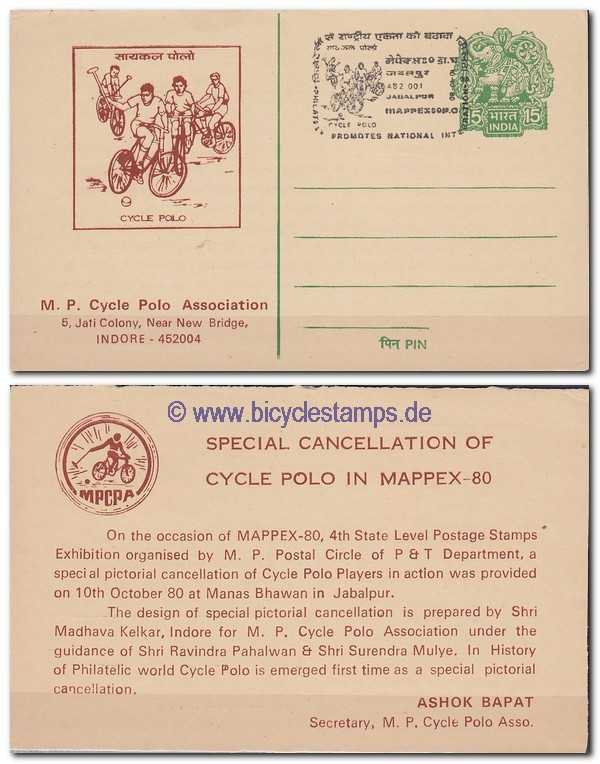 सायकल पोलो
CYCLE POLO
M. P. Cycle Polo Association
5, Jati Colony, Near New Bridge,
INDORE - 452004
से राष्ट्रीय एकता को बढावा
जबलपुर
482 001
JABALPUR
MAPPEX80P.O.
CYCLE POLO
PROMOTES NATIONAL INT
15 भारत 15
INDIA
पिन PIN
© www.bicyclestamps.de
MPCPA
SPECIAL CANCELLATION OF
CYCLE POLO IN MAPPEX-80
On the occasion of MAPPEX-80, 4th State Level Postage Stamps
Exhibition organised by M. P. Postal Circle of P & T Department, a
special pictorial cancellation of Cycle Polo Players in action was provided
on 10th October 80 at Manas Bhawan in Jabalpur.
The design of special pictorial cancellation is prepared by Shri
Madhava Kelkar, Indore for M. P. Cycle Polo Association under the
guidance of Shri Ravindra Pahalwan & Shri Surendra Mulye. In History
of Philatelic world Cycle Polo is emerged first time as a special pictorial
cancellation.
ASHOK BAPAT
Secretary, M. P. Cycle Polo Asso.